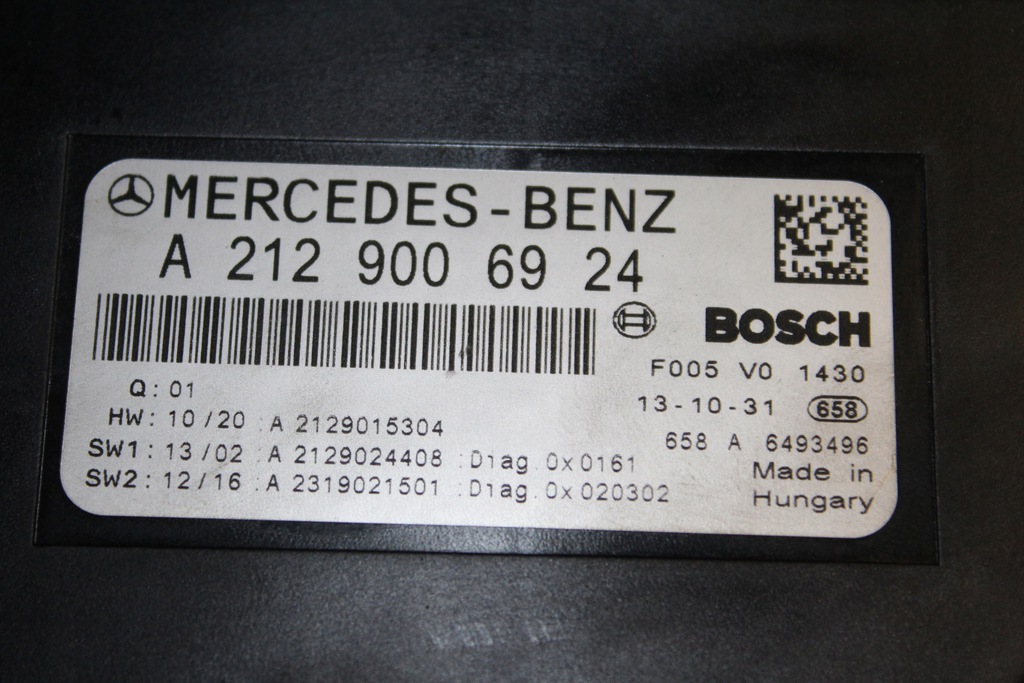 MERCEDES-BENZ
A 212 900 69 24
BOSCH
F005 V0 1430
Q: 01
13-10-31 658
HW: 10/20 :A 2129015304
658 A 6493496
SW1: 13/02 :A 2129024408 :Diag.0x0161
Made in
SW2: 12/16 :A 2319021501 :Diag.0x020302
Hungary